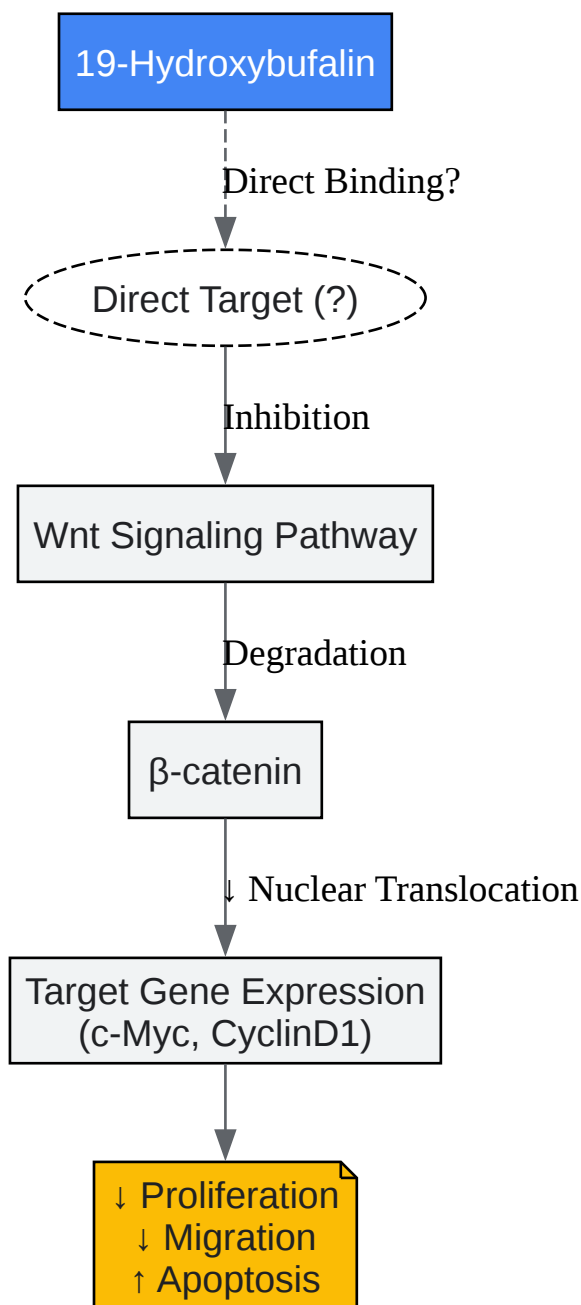 19-Hydroxybufalin
Direct Binding?
Direct Target (?)
Inhibition
Wnt Signaling Pathway
Degradation
β-catenin
↓ Nuclear Translocation
Target Gene Expression
(c-Myc, CyclinD1)
↓ Proliferation
↓ Migration
↑ Apoptosis